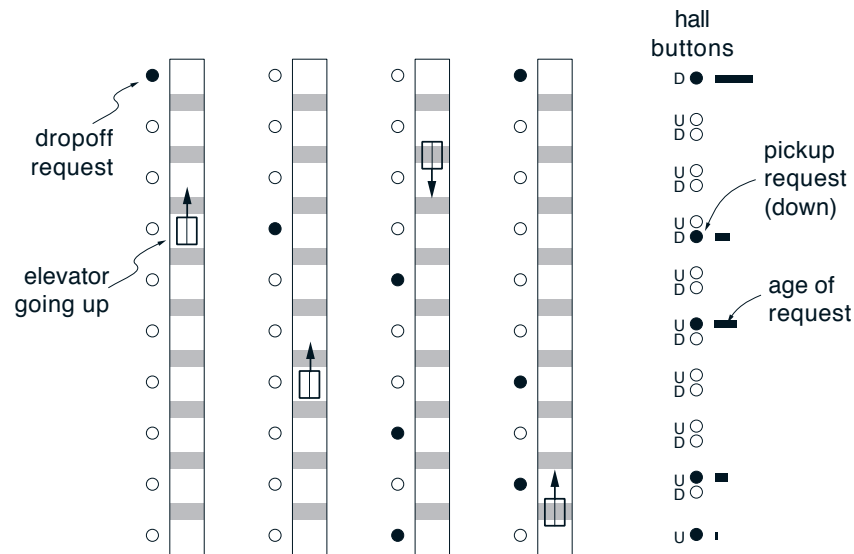 hall
buttons
D
dropoff
request
U
D
U
D
pickup
request
(down)
U
D
elevator
going up
U
D
age of
request
U
D
U
D
U
D
U
D
U